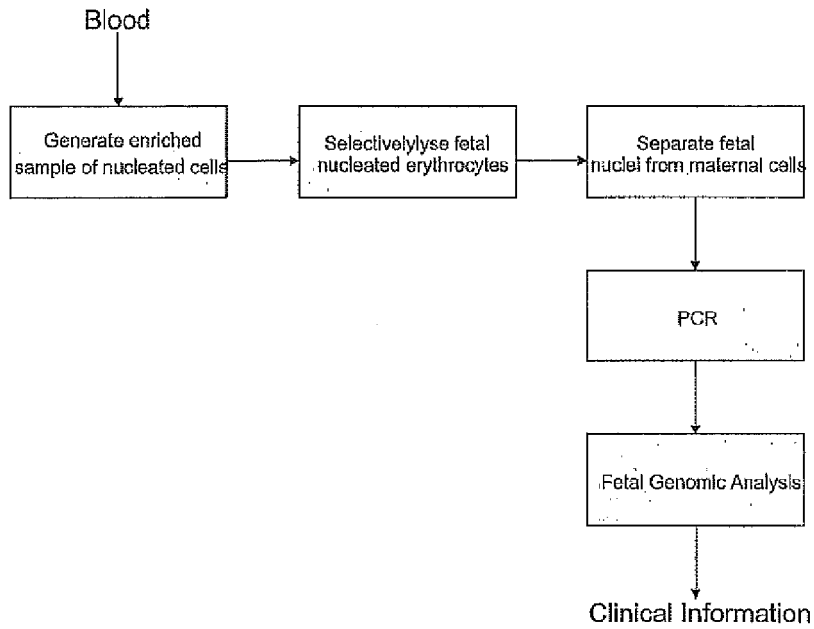 Blood
Generate enriched
sample of nucleated cells
Selectivelylyse fetal
nucleated erythrocytes
Separate fetal
nuclei from maternal cells
PCR
Fetal Genomic Analysis
Clinical Information